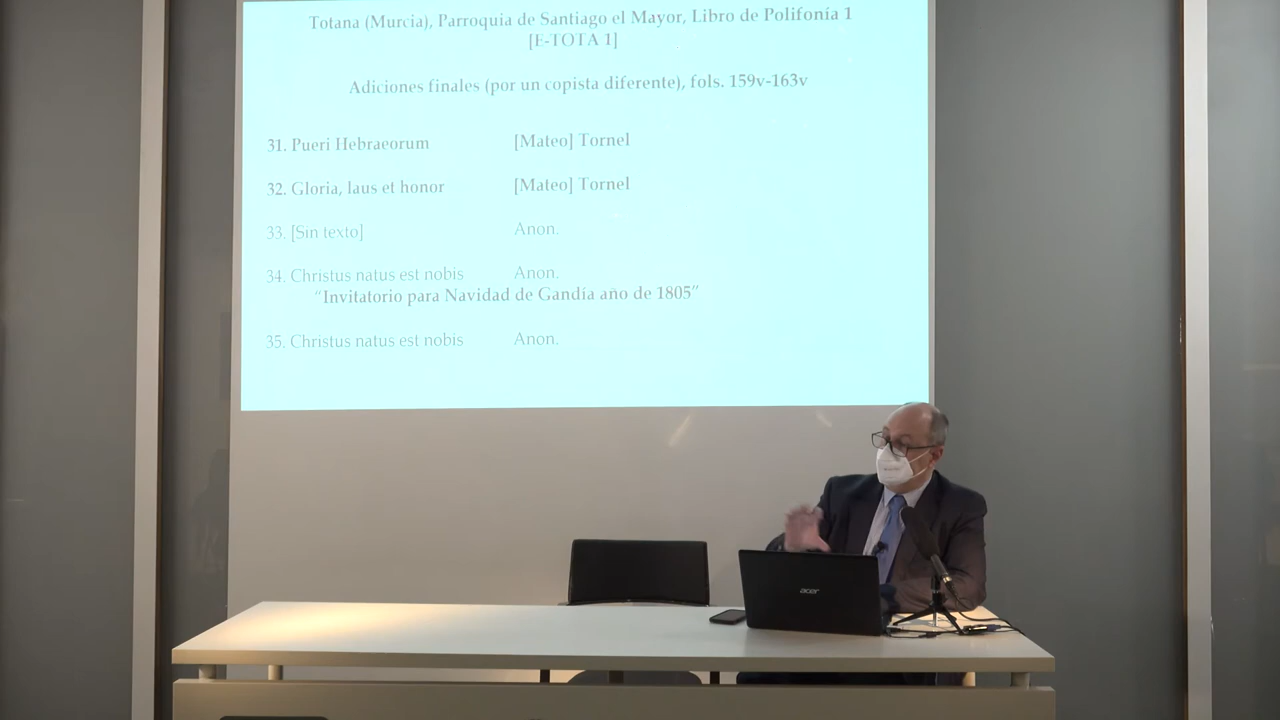 Totana (Murcia), Parroquia de Santiago el Mayor, Libro de Polifonía 1
[E-TOTA 1]
Adiciones finales (por un copista diferente), fols. 159v-163v
31. Pueri Hebraeorum [Mateo] Tornel
32. Gloria, laus et honor [Mateo] Tornel
33. [Sin texto] Anon.
34. Christus natus est nobis Anon.
“Invitatorio para Navidad de Gandía año de 1805”
35. Christus natus est nobis Anon.
acer